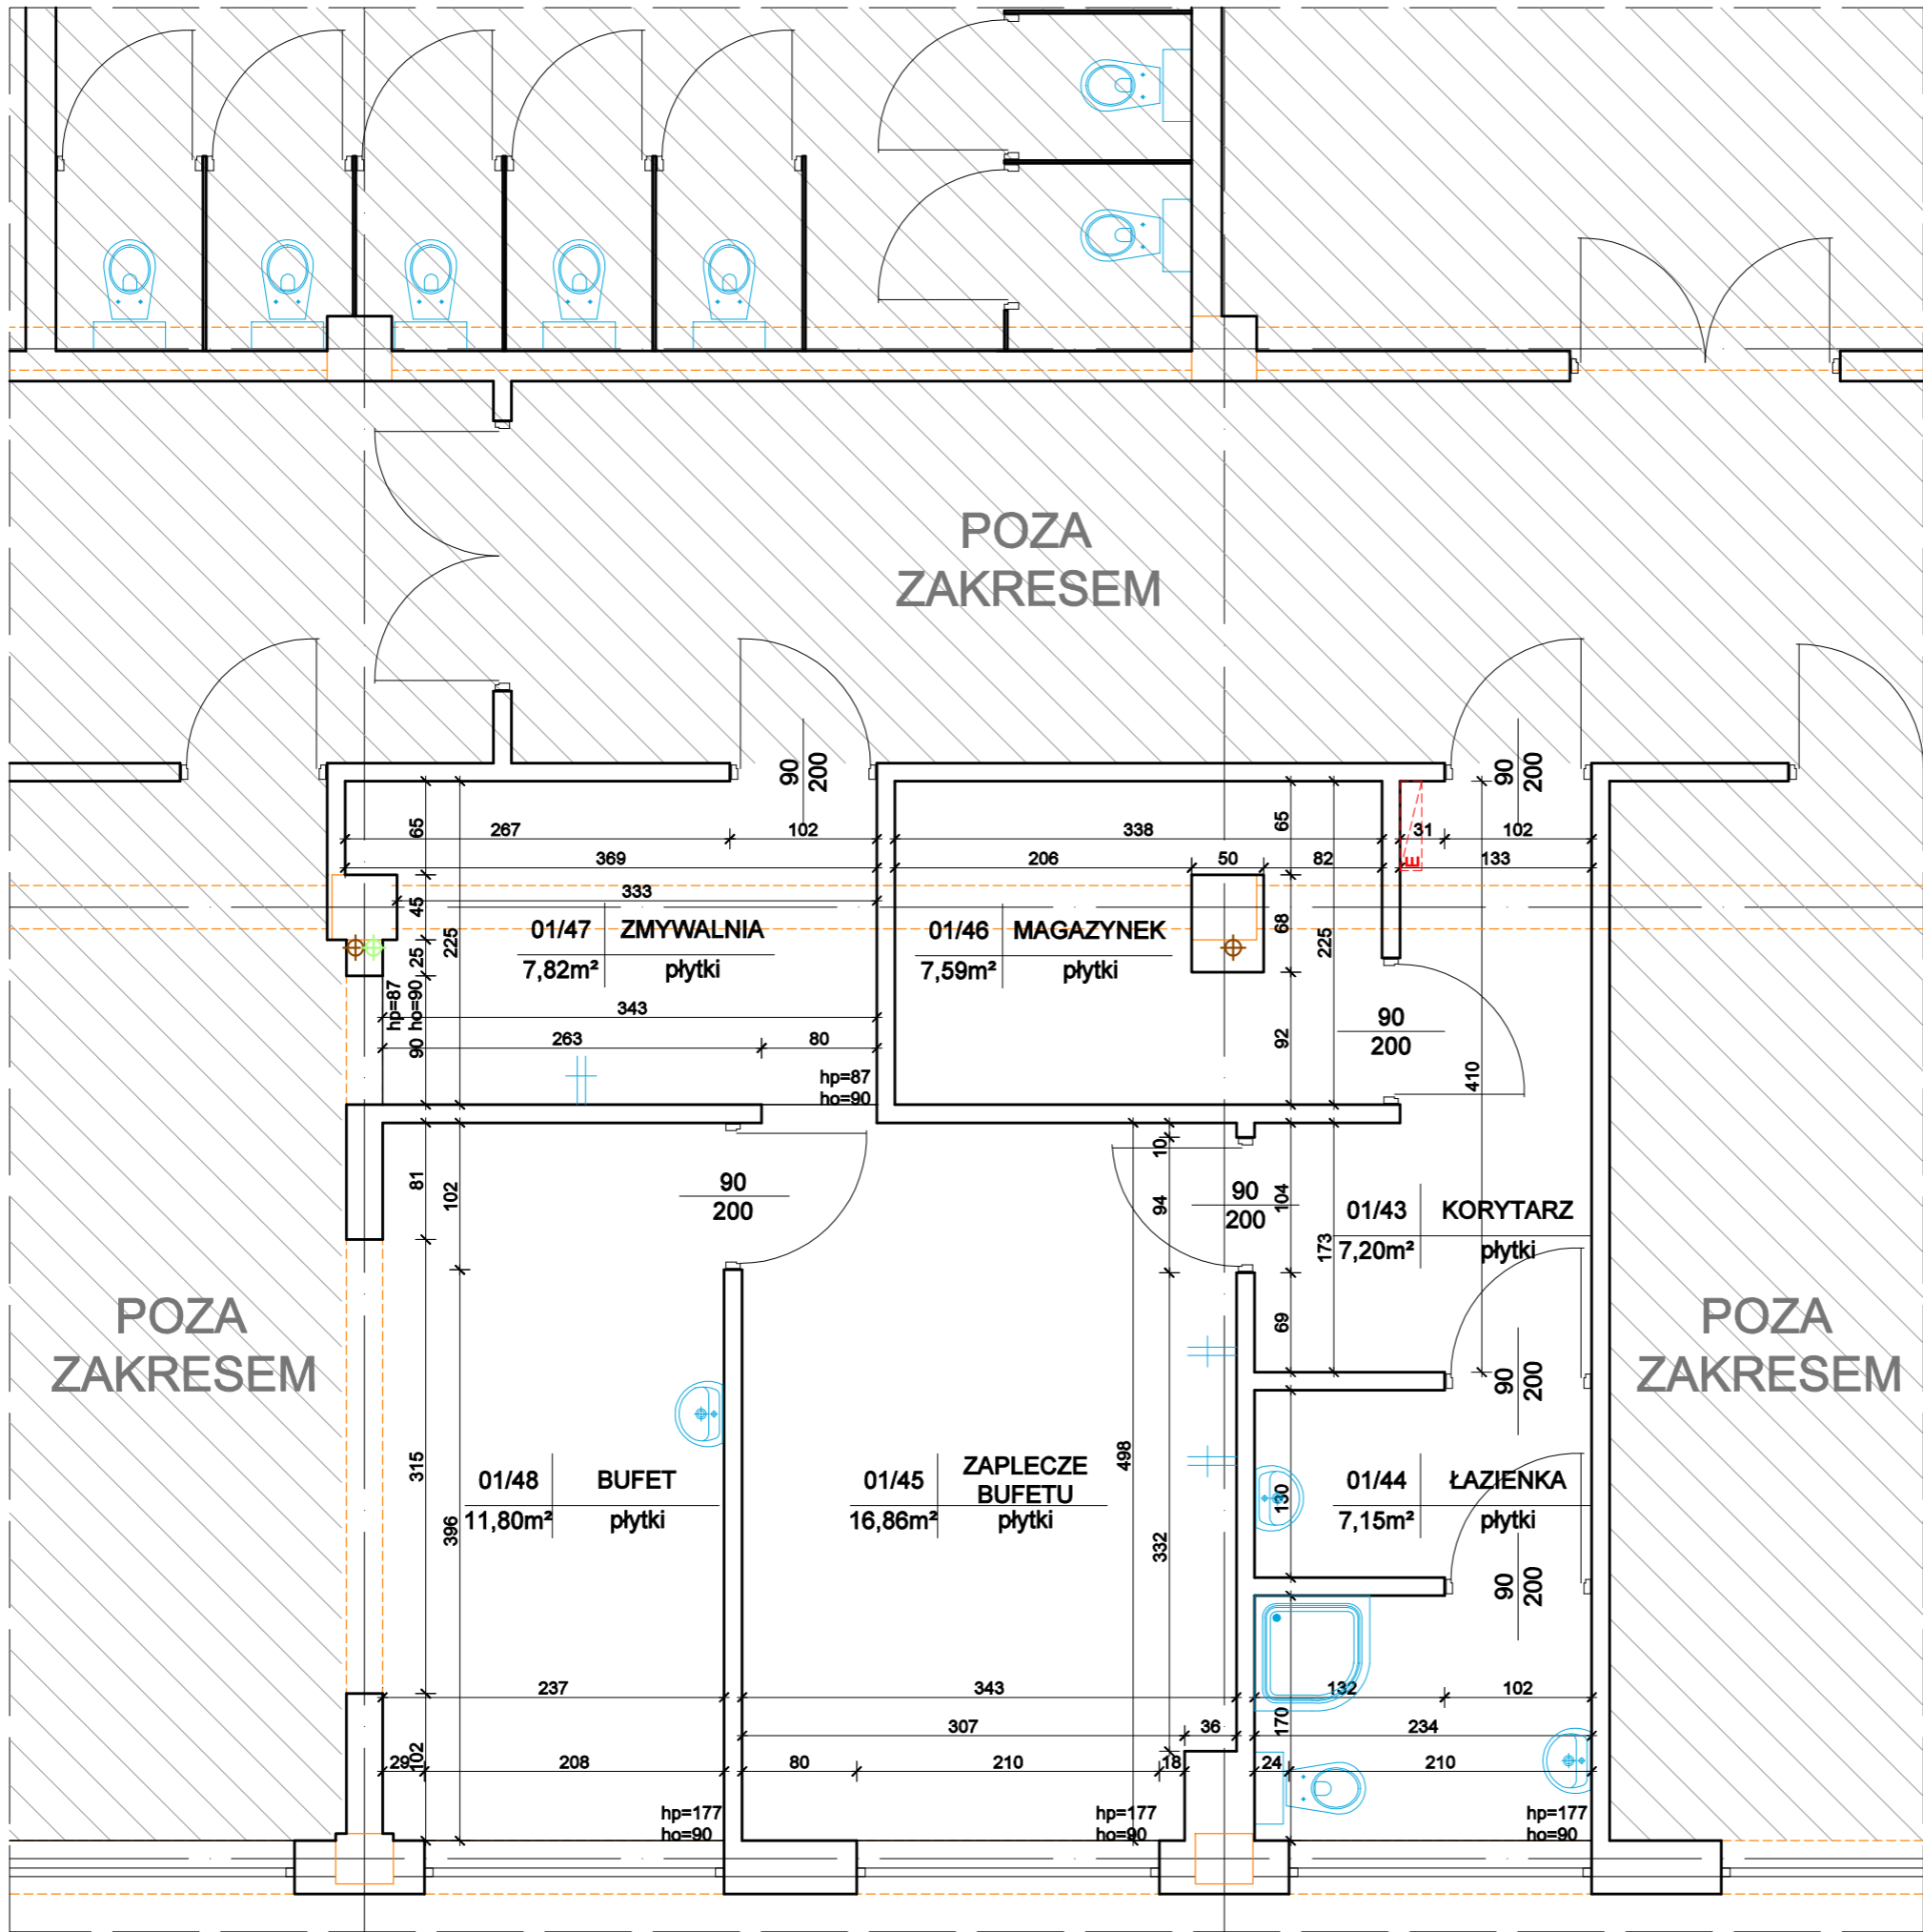 POZA
ZAKRESEM
90
200
90
200
65
267
102
338
65
31
102
369
206
50
82
133
E
333
45
225
01/47 ZMYWALNIA
7,82m² płytki
01/46 MAGAZYNEK
7,59m² płytki
68
225
25
hp=87
ho=90
90
343
263
80
hp=87
ho=90
92
90
200
410
81
102
90
200
10
94
90
200
104
173
01/43 KORYTARZ
7,20m² płytki
POZA
ZAKRESEM
69
90
200
POZA
ZAKRESEM
315
396
498
332
130
01/48 BUFET
11,80m² płytki
01/45 ZAPLECZE
BUFETU
16,86m² płytki
01/44 ŁAZIENKA
7,15m² płytki
90
200
237
343
132
102
307
36
170
234
29
102
208
80
210
18
24
210
hp=177
ho=90
hp=177
ho=90
hp=177
ho=90